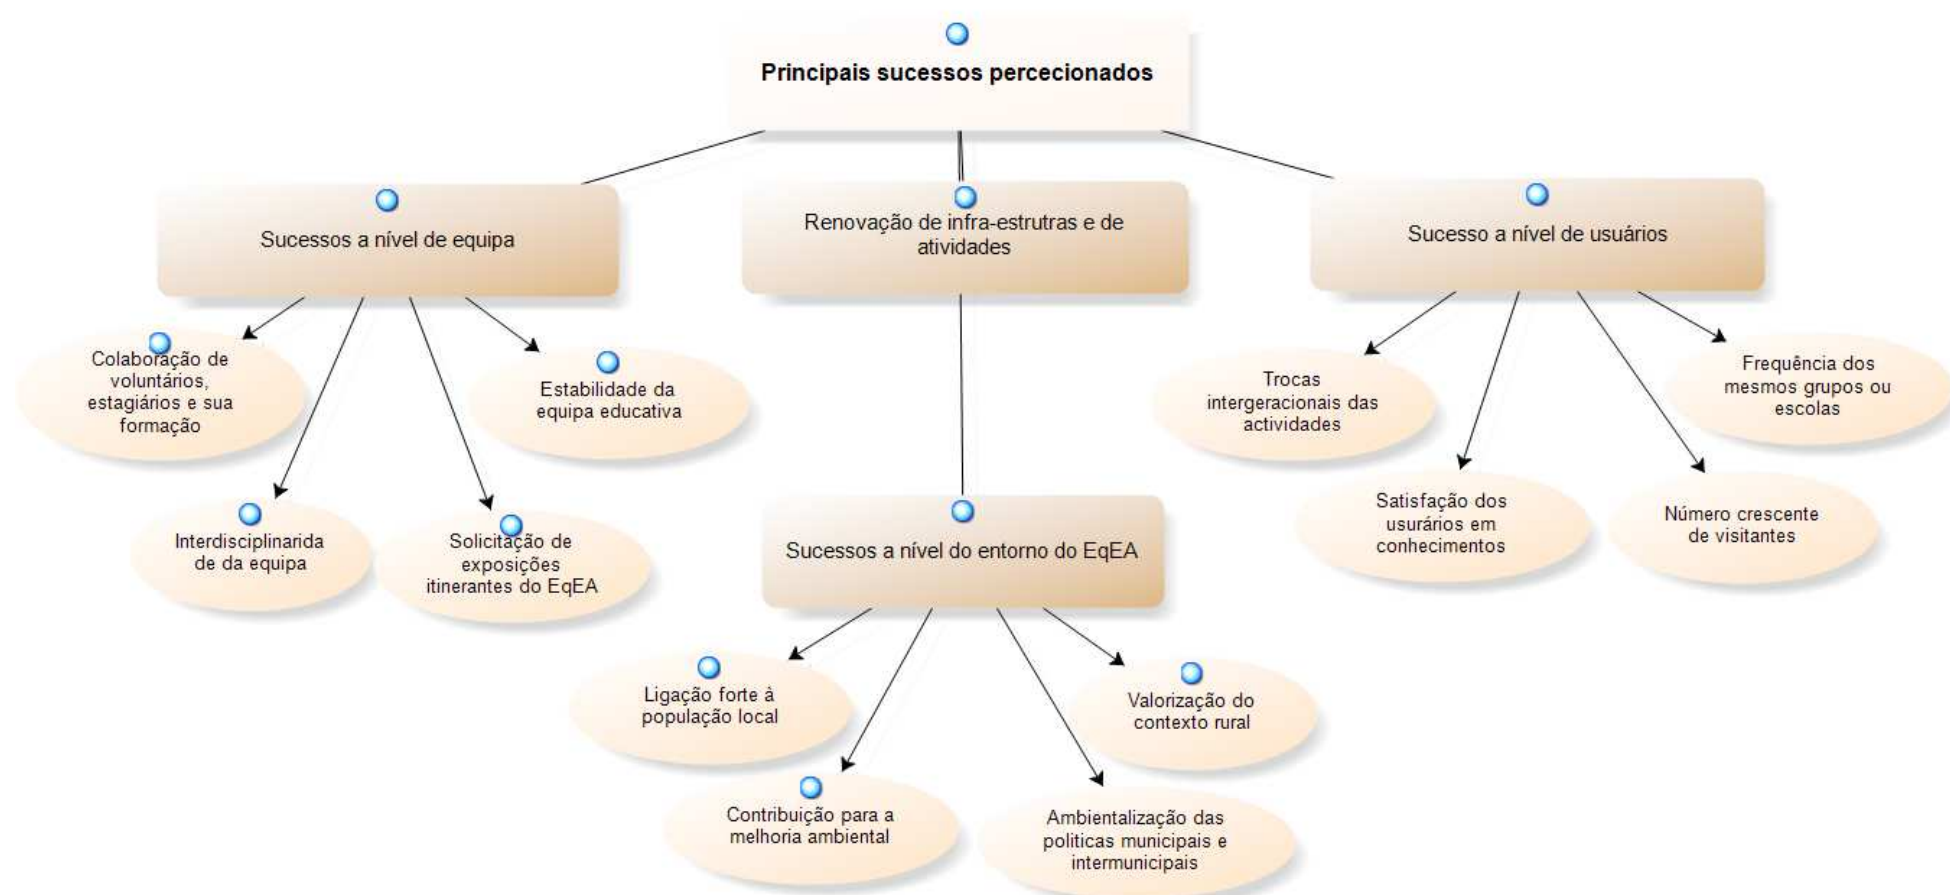 Principais sucessos percecionados
Sucessos a nível de equipa
Renovação de infra-estrutras e de
atividades
Sucesso a nível de usuários
Colaboração de
voluntários,
estagiários e sua
formação
Estabilidade da
equipa educativa
Interdisciplinarida
de da equipa
Solicitação de
exposições
itinerantes do EqEA
Trocas
intergeracionais das
actividades
Frequência dos
mesmos grupos ou
escolas
Satisfação dos
usurários em
conhecimentos
Número crescente
de visitantes
Sucessos a nível do entorno do EqEA
Ligação forte à
população local
Valorização do
contexto rural
Contribuição para a
melhoria ambiental
Ambientalização das
politicas municipais e
intermunicipais